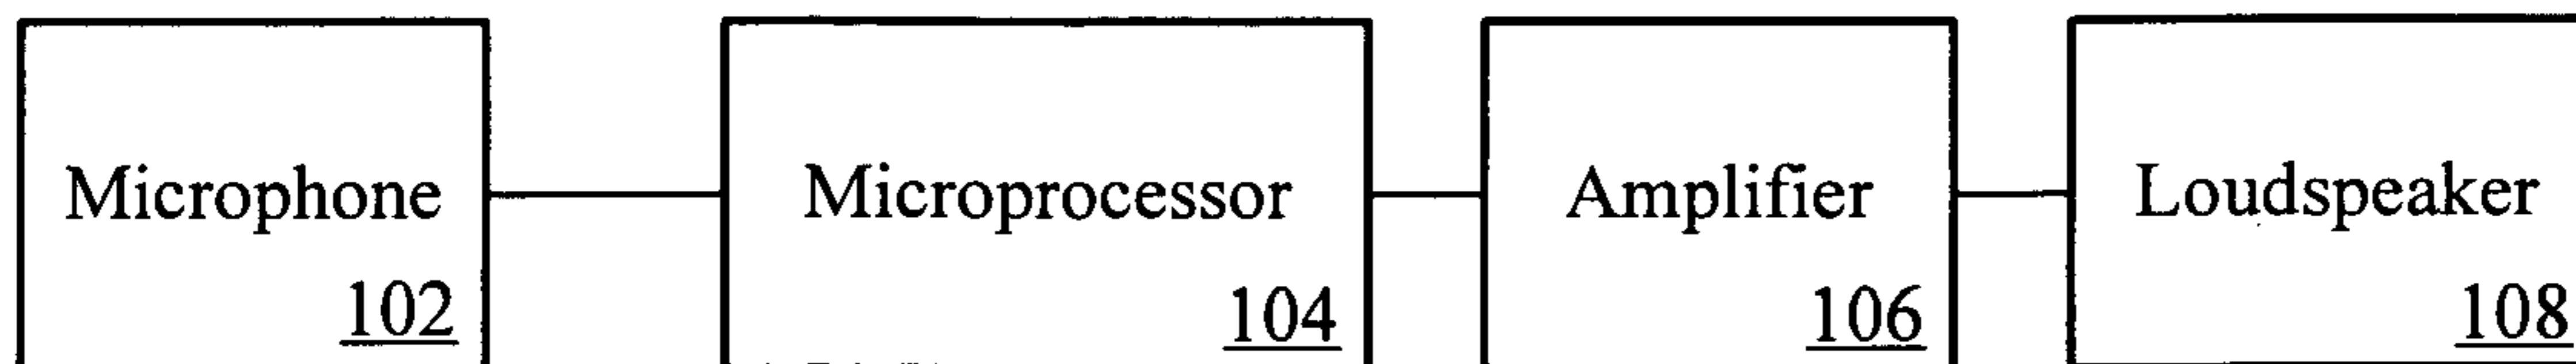 Microphone
102
Microprocessor
104
Amplifier
106
Loudspeaker
108